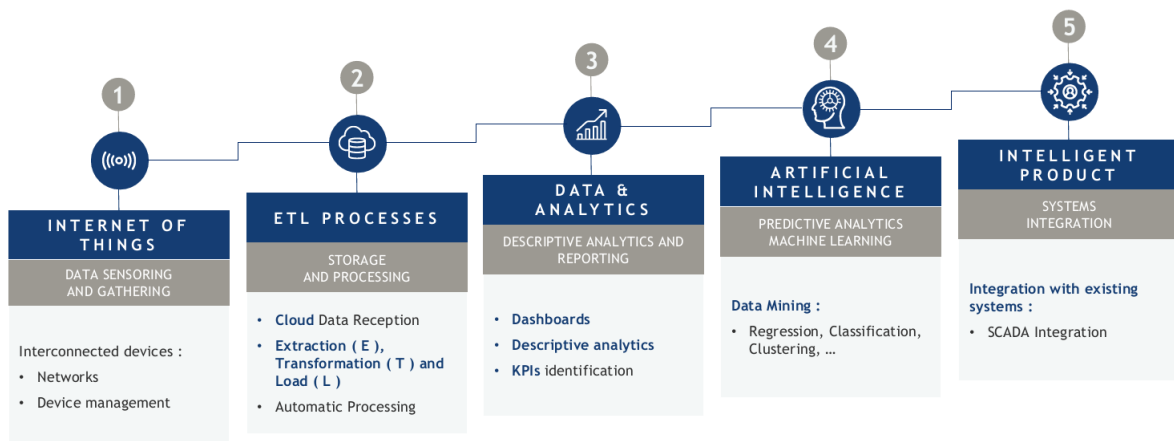 1
INTERNET OF
THINGS
DATA SENSORING
AND GATHERING
Interconnected devices :
• Networks
• Device management
2
ETL PROCESSES
STORAGE
AND PROCESSING
• Cloud Data Reception
• Extraction ( E ),
Transformation ( T ) and
Load ( L )
• Automatic Processing
3
DATA &
ANALYTICS
DESCRIPTIVE ANALYTICS AND
REPORTING
• Dashboards
• Descriptive analytics
• KPIs identification
4
ARTIFICIAL
INTELLIGENCE
PREDICTIVE ANALYTICS
MACHINE LEARNING
Data Mining :
• Regression, Classification,
Clustering, …
5
INTELLIGENT
PRODUCT
SYSTEMS
INTEGRATION
Integration with existing
systems :
• SCADA Integration